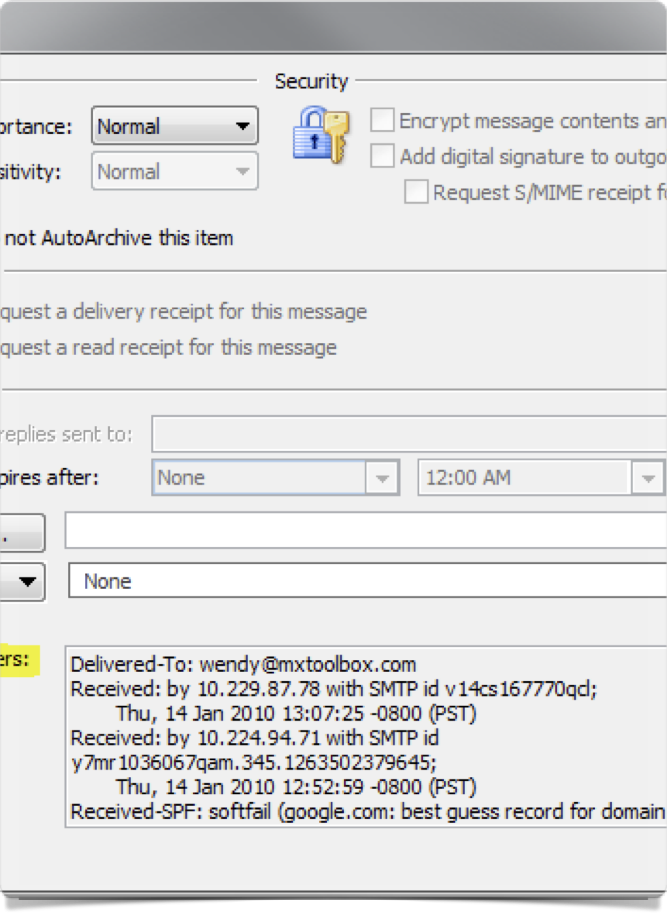 Security
ortance: Normal Encrypt message contents an
sitivity: Normal Add digital signature to outgo
Request S/MIME receipt fo
not AutoArchive this item
quest a delivery receipt for this message
quest a read receipt for this message
replies sent to:
pires after: None 12:00 AM
.
None
ers: Delivered-To: wendy@mxtoolbox.com
Received: by 10.229.87.78 with SMTP id v14cs167770qcl;
Thu, 14 Jan 2010 13:07:25 -0800 (PST)
Received: by 10.224.94.71 with SMTP id
y7mr1036067qam.345.1263502379645;
Thu, 14 Jan 2010 12:52:59 -0800 (PST)
Received-SPF: softfail (google.com: best guess record for domain